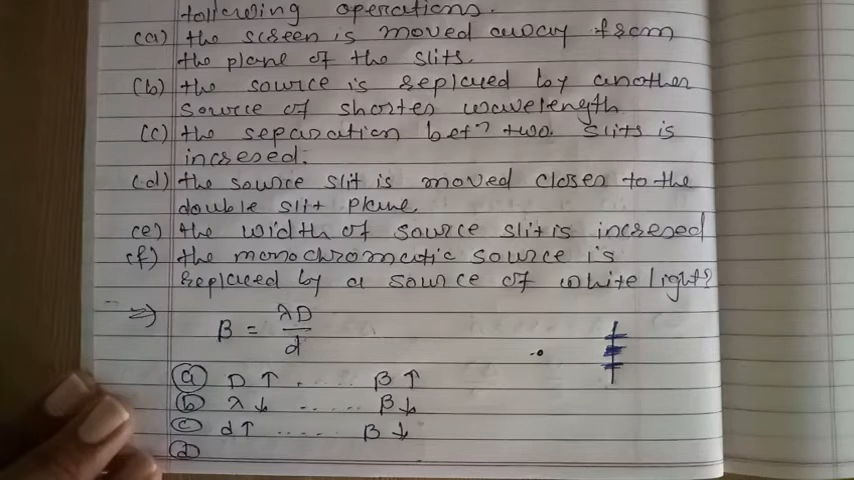 following operations.
(a) the screen is moved away from
the plane of the slits.
(b) the source is replaced by another
source of shorter wavelength
(c) the separation betn two slits is
incresed.
(d) the source slit is moved closer to the
double slit plane.
(e) the width of source slit is incresed
(f) the monochromatic source is
replaced by a source of white light?
⇒ β = λD/d
(a) D ↑ ..... β ↑
(b) λ ↓ ..... β ↓
(c) d ↑ ..... β ↓
(d)